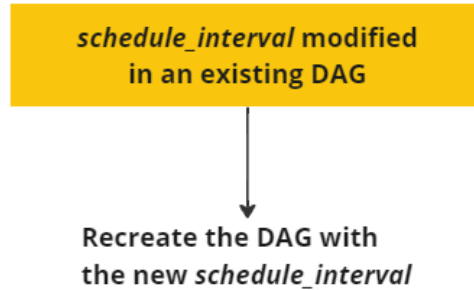 schedule_interval modified
in an existing DAG
Recreate the DAG with
the new schedule_interval